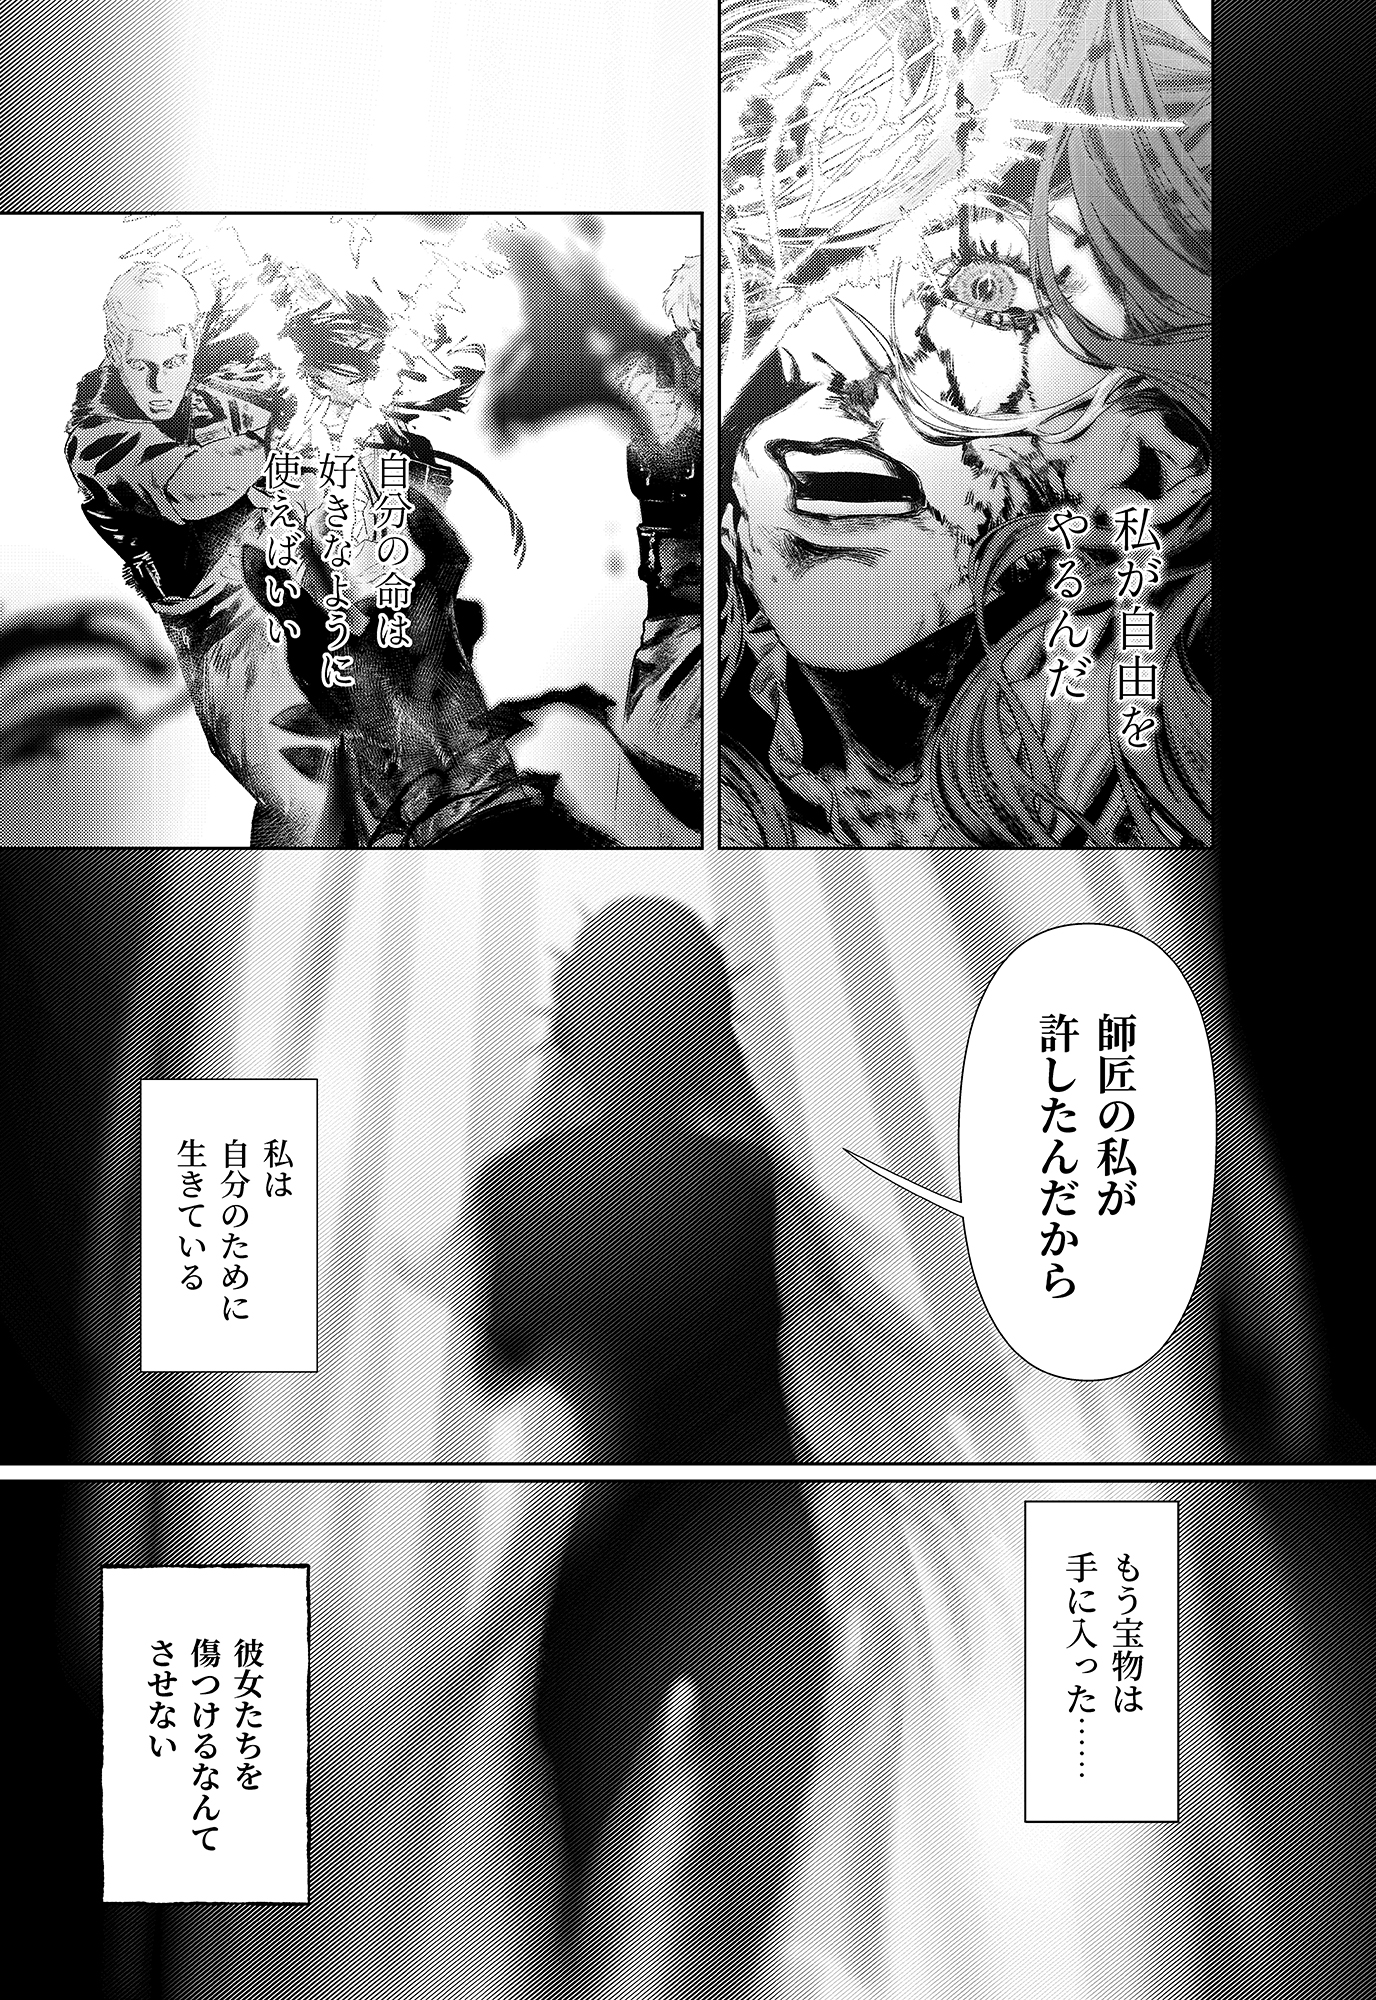 私が自由を
やるんだ
自分の命は
好きなように
使えばいい
師匠の私が
許したんだから
私は
自分のために
生きている
もう宝物は
手に入った……
彼女たちを
傷つけるなんて
させない